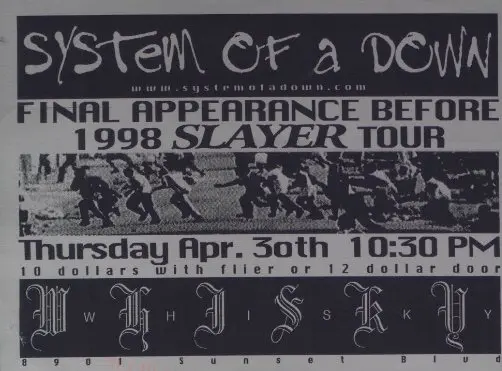 SYSTEM OF A DOWN
www.systemofadown.com
FINAL APPEARANCE BEFORE
1998 SLAYER TOUR
Thursday Apr. 30th 10:30 PM
10 dollars with flier or 12 dollar door
W W H H I I S S K K Y Y
8901 Sunset Blvd